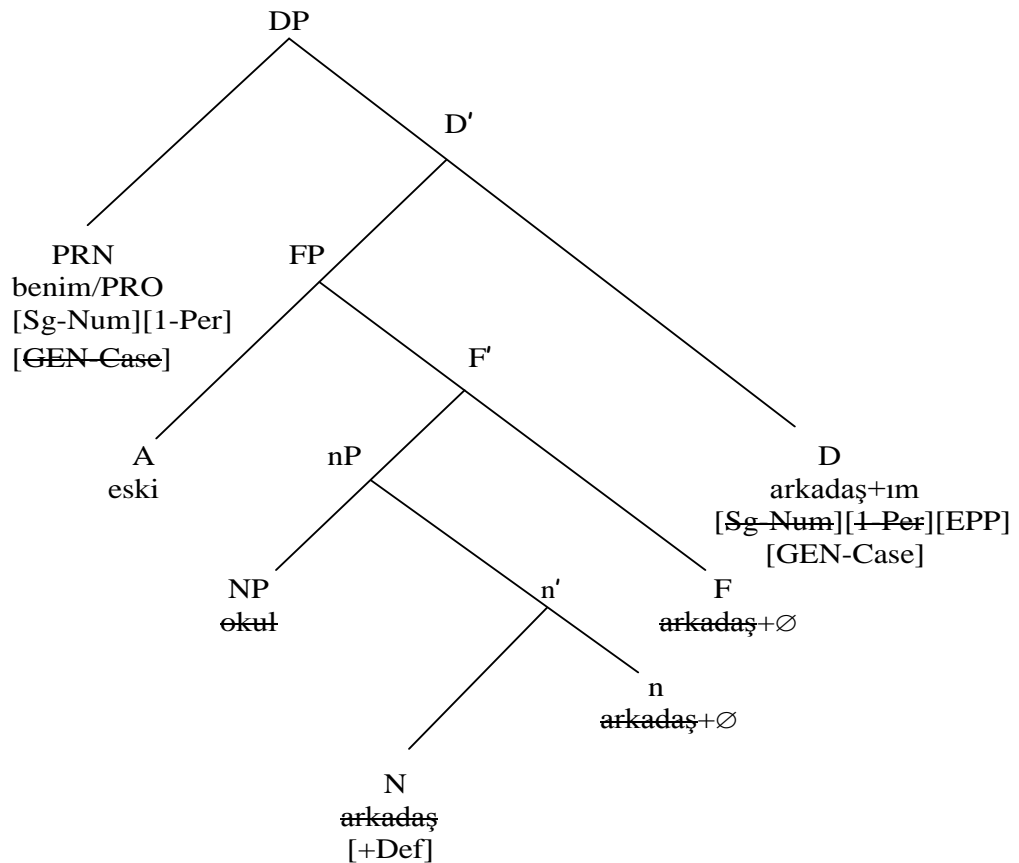 DP
D′
PRN
benim/PRO
[Sg-Num][1-Per]
[GEN-Case]
FP
F′
A
eski
nP
D
arkadaş+ım
[Sg-Num][1-Per][EPP]
[GEN-Case]
NP
okul
n′
F
arkadaş+∅
n
arkadaş+∅
N
arkadaş
[+Def]